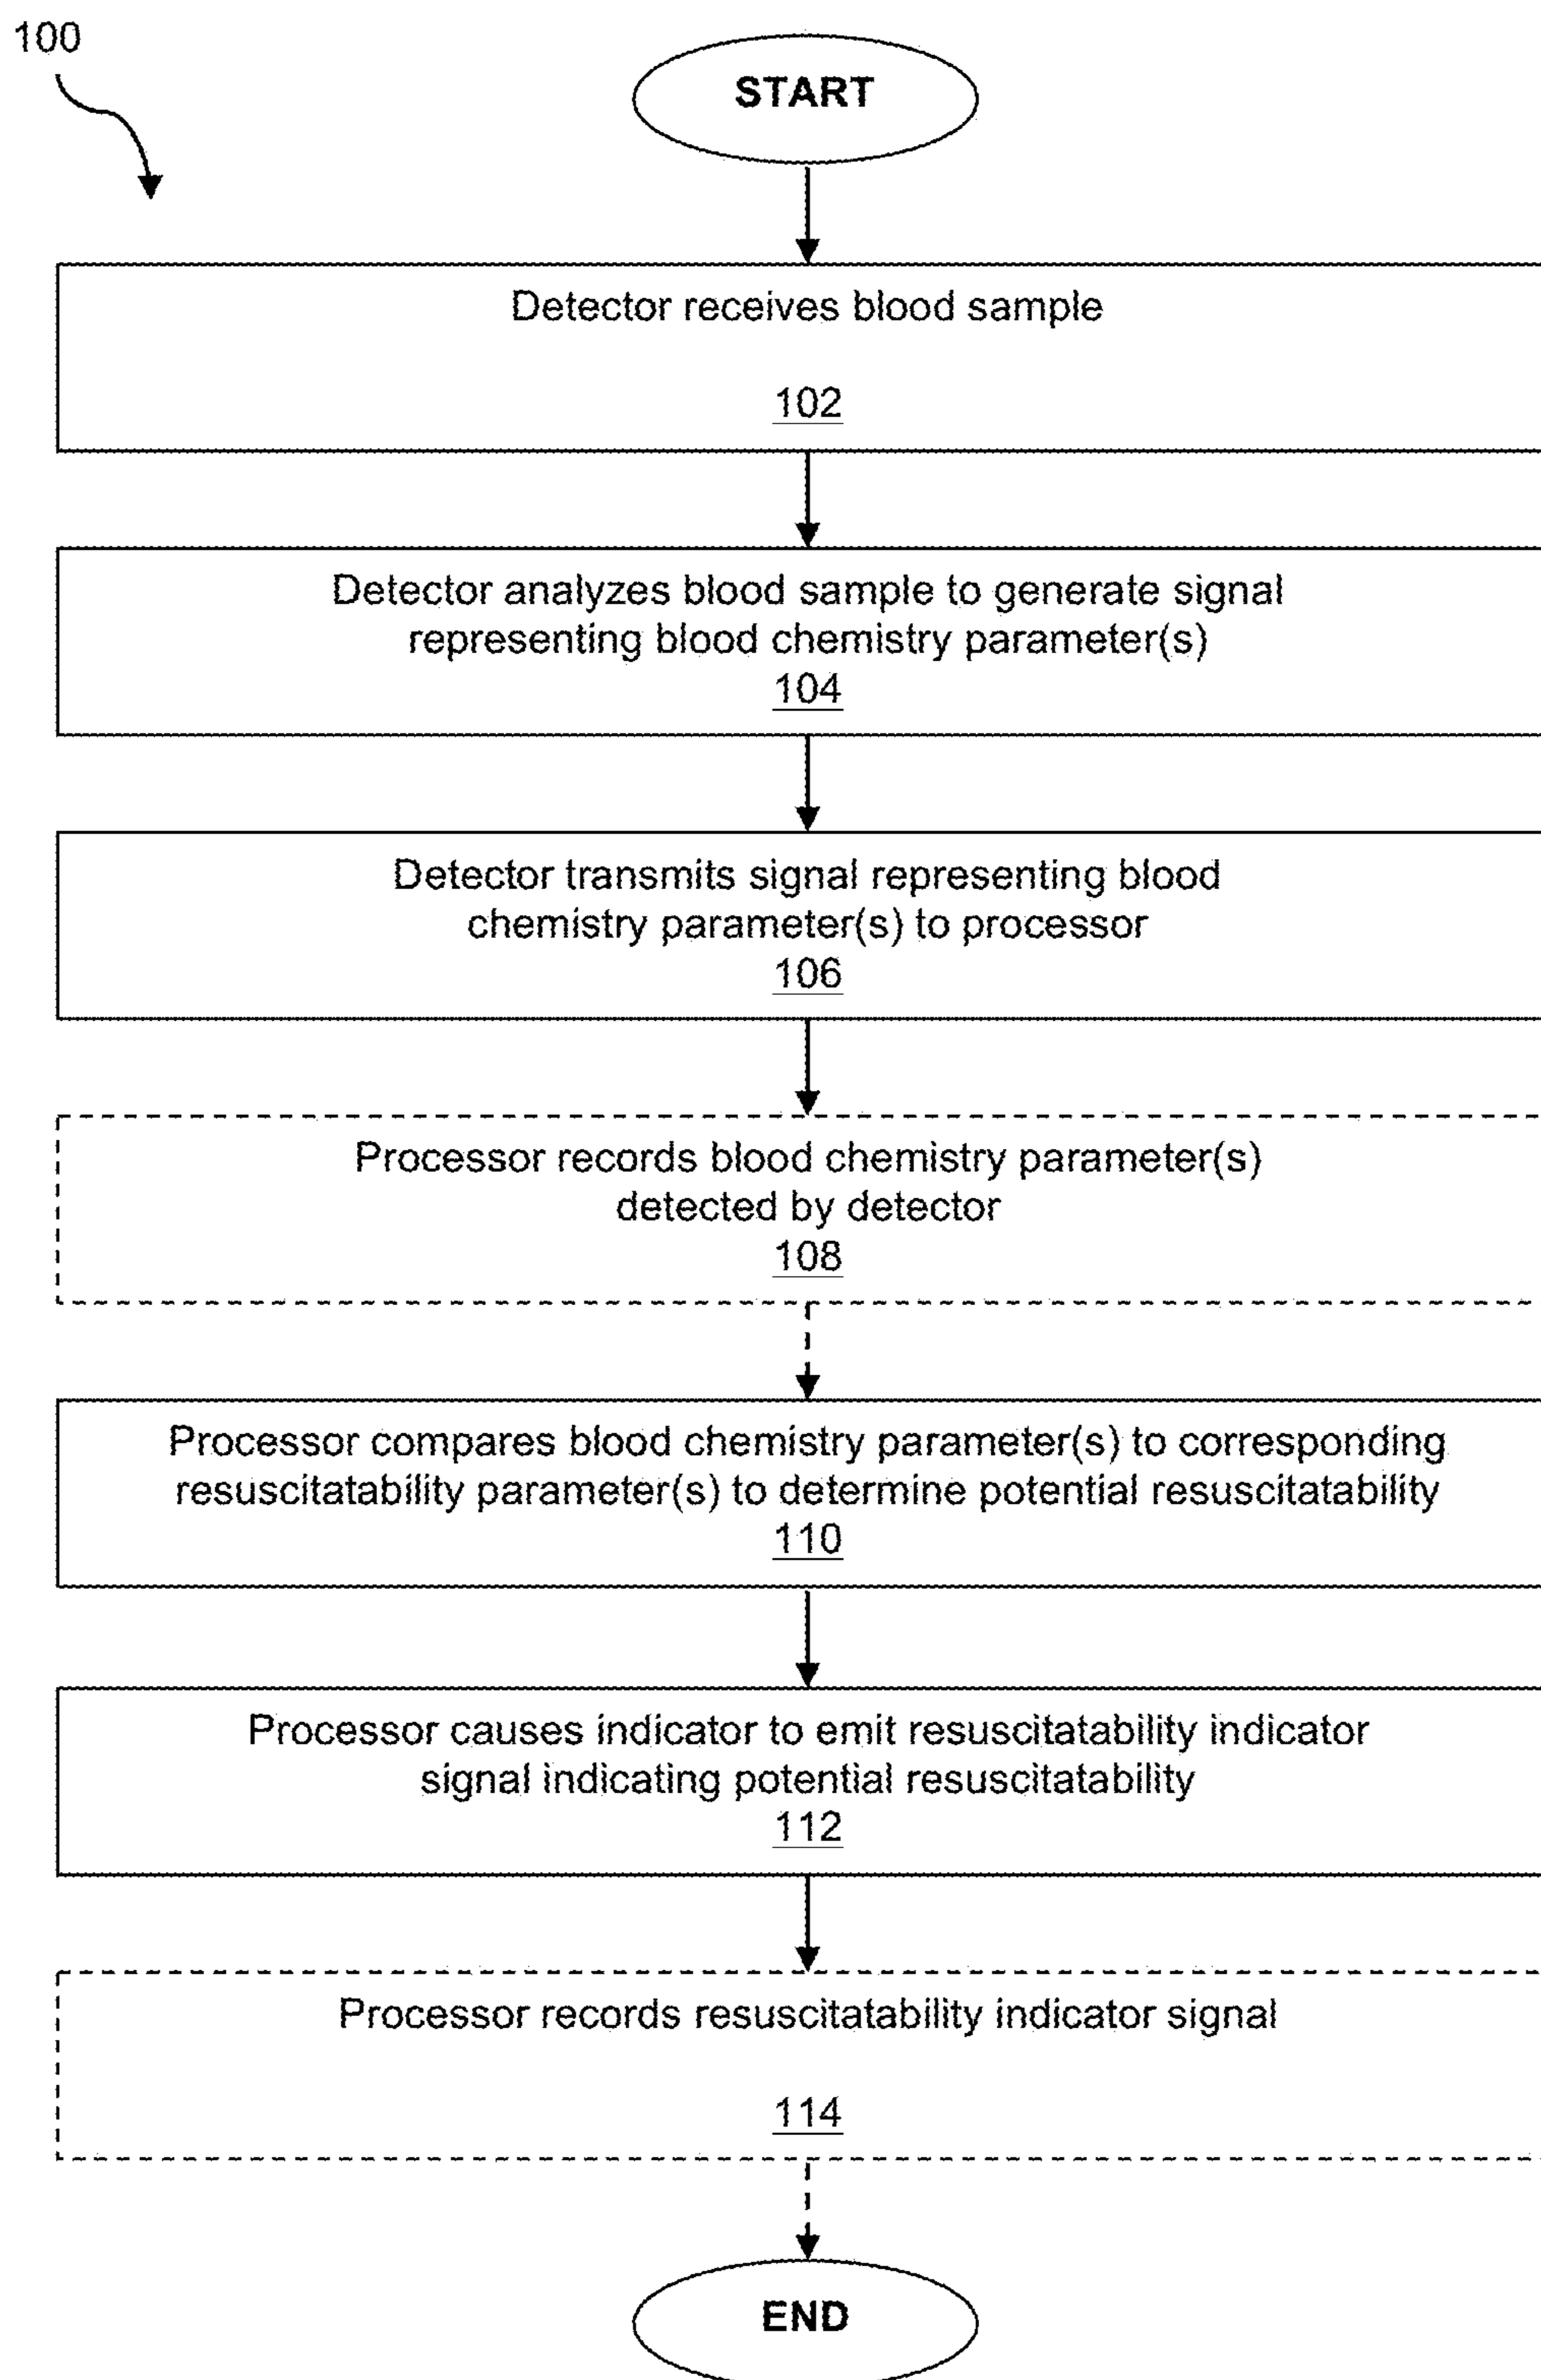 100
START
Detector receives blood sample
102
Detector analyzes blood sample to generate signal
representing blood chemistry parameter(s)
104
Detector transmits signal representing blood
chemistry parameter(s) to processor
106
Processor records blood chemistry parameter(s)
detected by detector
108
Processor compares blood chemistry parameter(s) to corresponding
resuscitatability parameter(s) to determine potential resuscitatability
110
Processor causes indicator to emit resuscitatability indicator
signal indicating potential resuscitatability
112
Processor records resuscitatability indicator signal
114
END